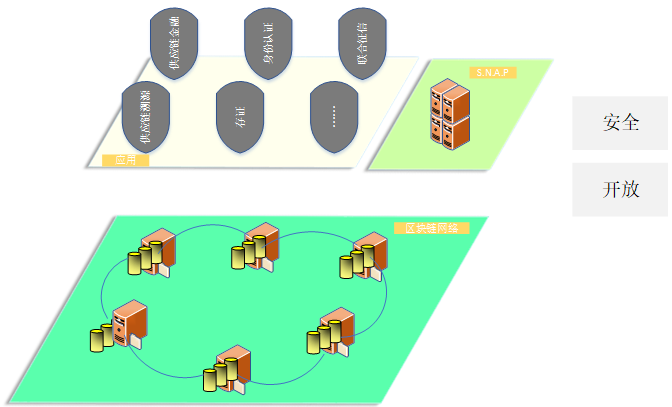 供应链金融
身份认证
联合征信
供应链溯源
存证
……
应用
S.N.A.P
安全
开放
区块链网络